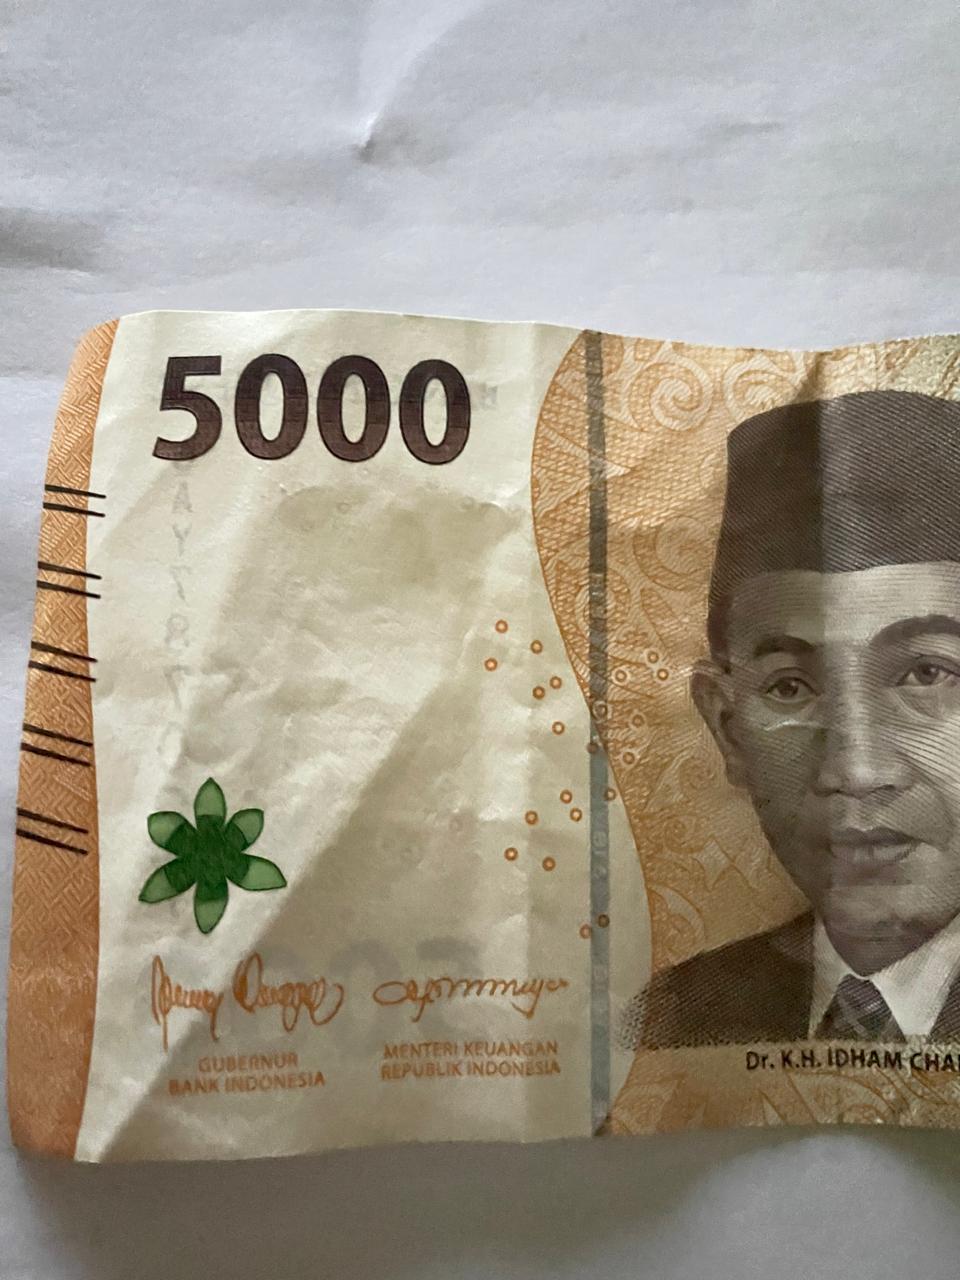 5000
GUBERNUR
BANK INDONESIA
MENTERI KEUANGAN
REPUBLIK INDONESIA
Dr. K.H. IDHAM CHA